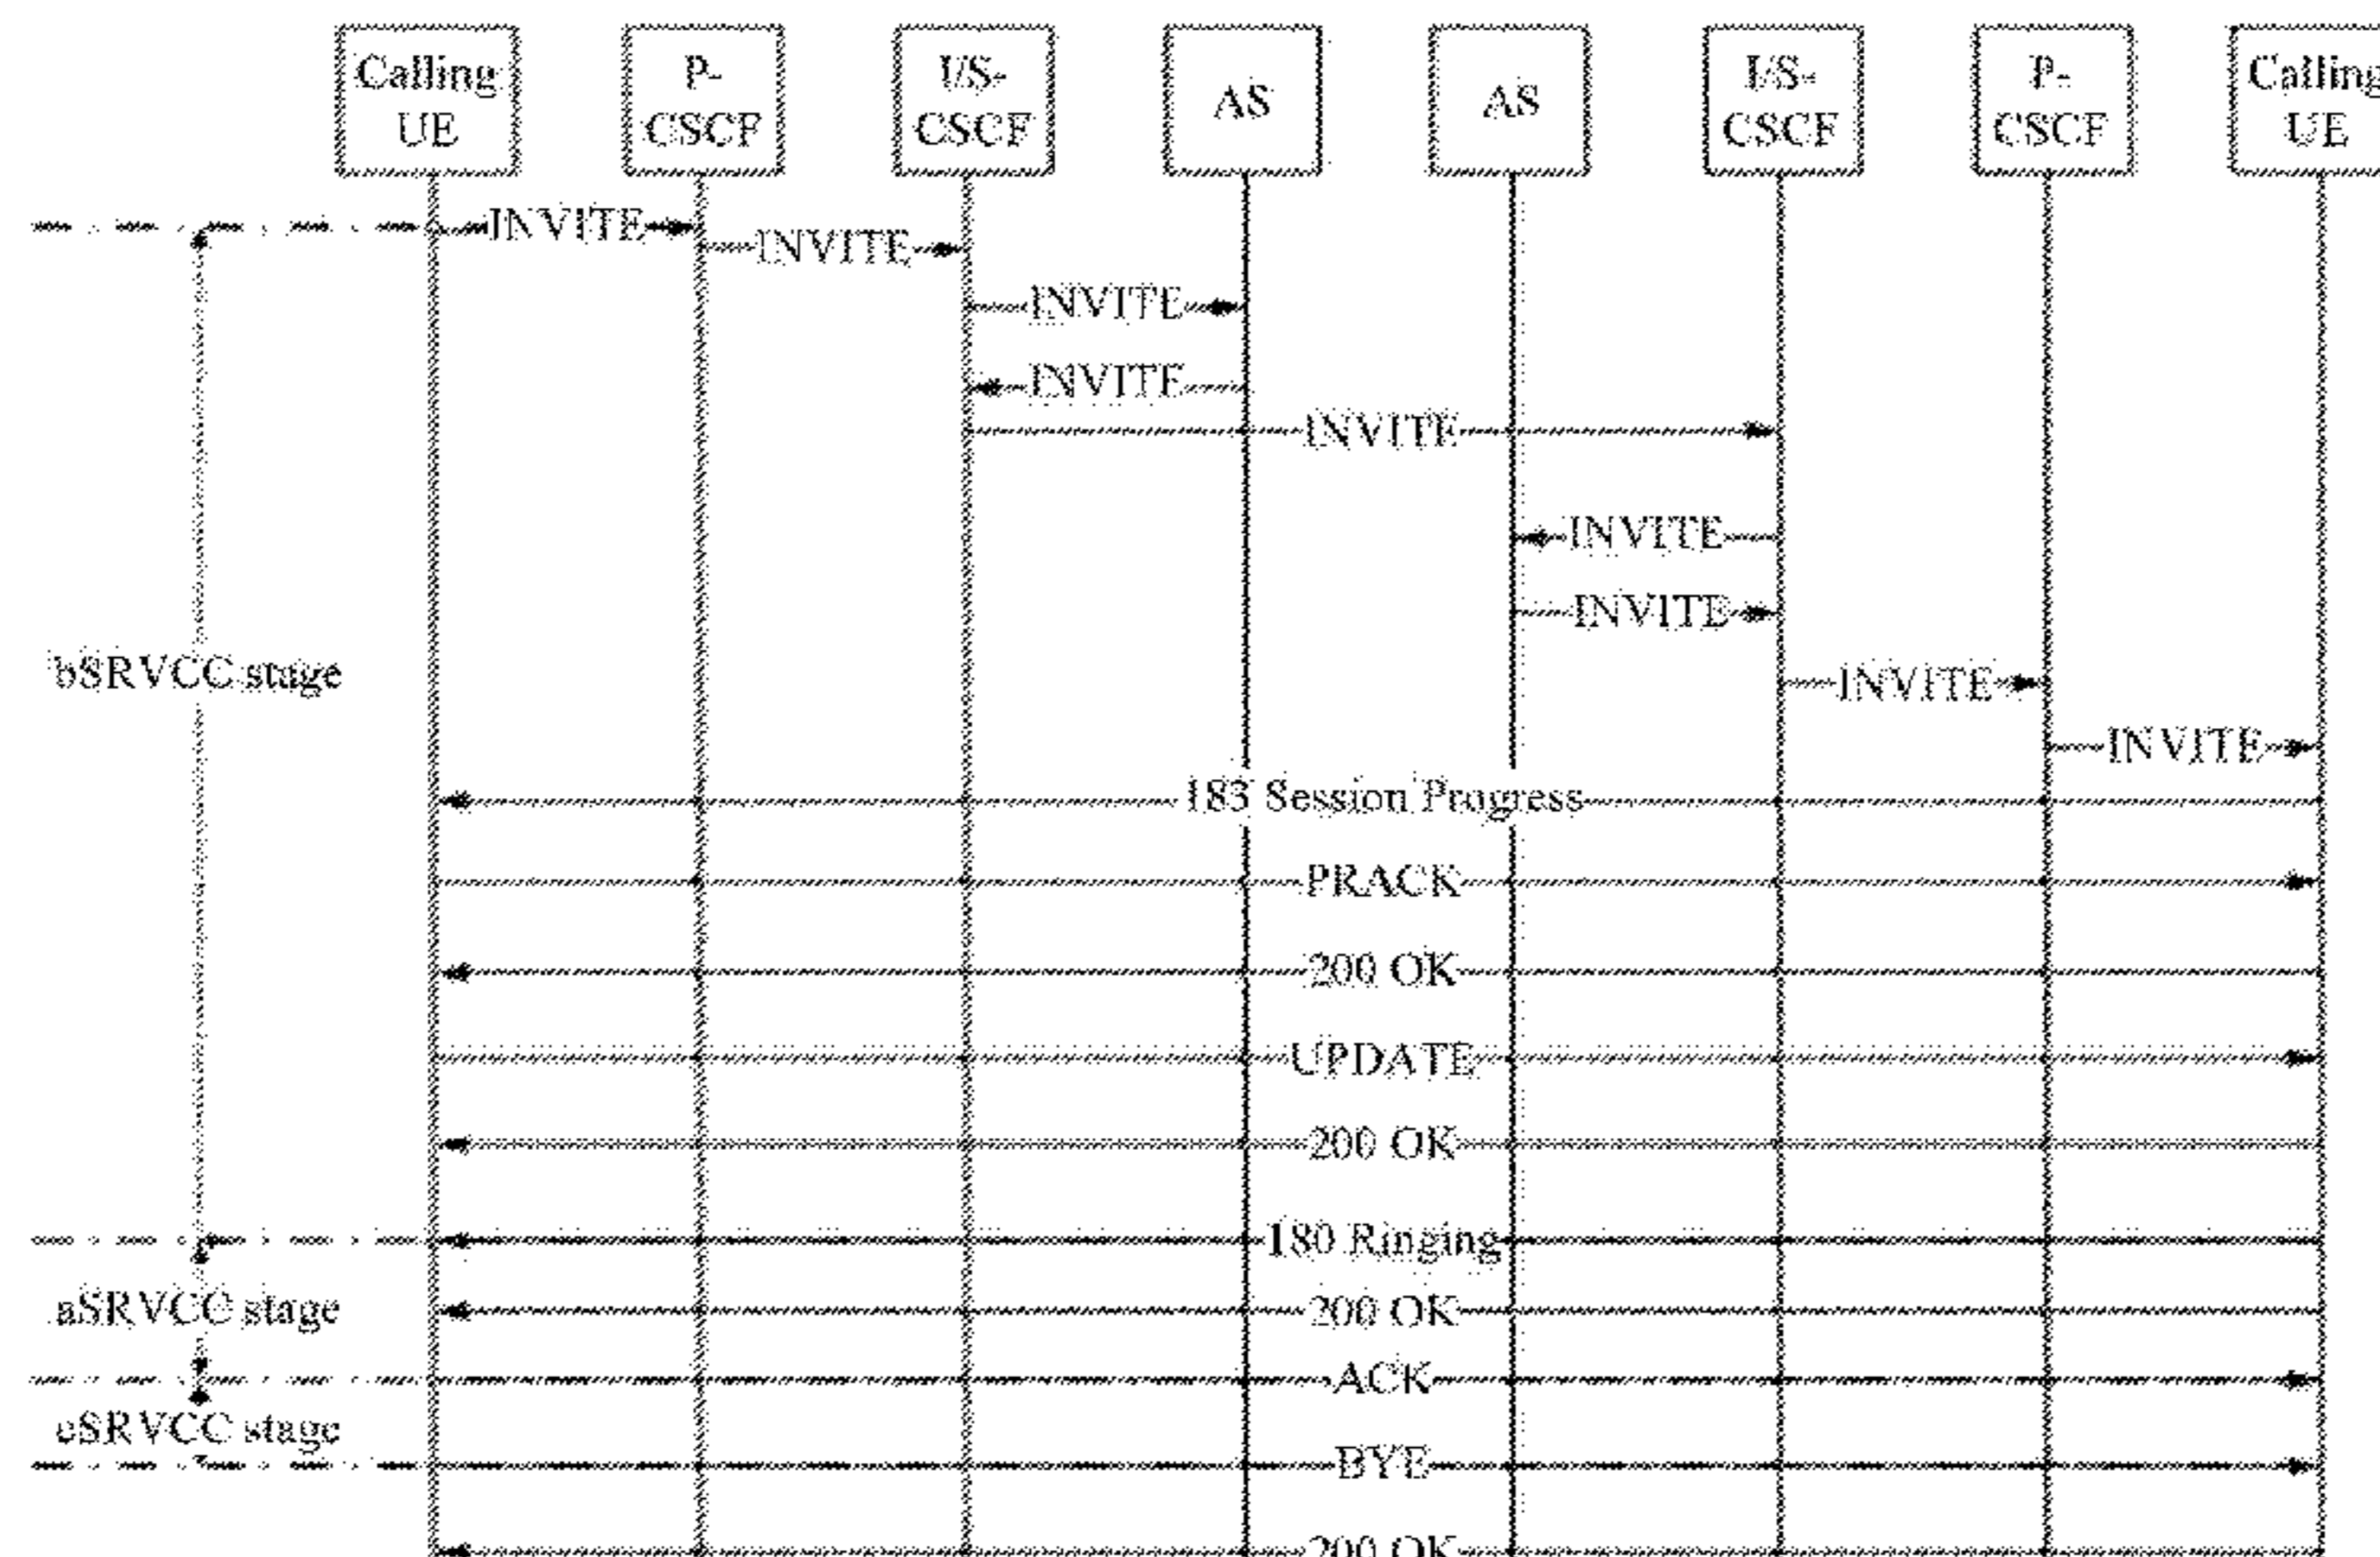 Calling
UE
P-
CSCF
I/S-
CSCF
AS
AS
I/S-
CSCF
P-
CSCF
Calling
UE
INVITE
INVITE
INVITE
INVITE
INVITE
INVITE
INVITE
bSRVCC stage
INVITE
INVITE
183 Session Progress
PRACK
200 OK
UPDATE
200 OK
180 Ringing
aSRVCC stage
200 OK
ACK
eSRVCC stage
BYE
200 OK